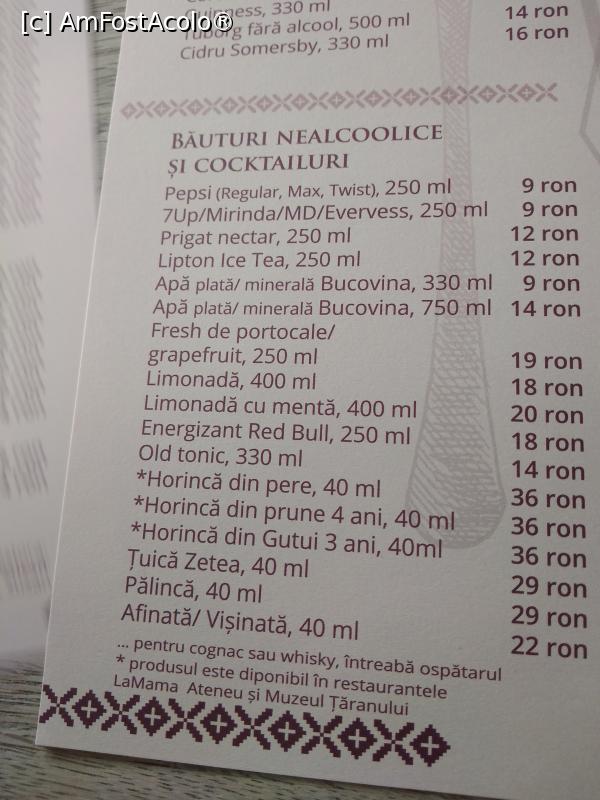 [c] AmFostAcolo®
Guinness, 330 ml
Tuborg fără alcool, 500 ml 14 ron
Cidru Somersby, 330 ml 16 ron
BĂUTURI NEALCOOLICE
ȘI COCKTAILURI
Pepsi (Regular, Max, Twist), 250 ml 9 ron
7Up/Mirinda/MD/Evervess, 250 ml 9 ron
Prigat nectar, 250 ml 12 ron
Lipton Ice Tea, 250 ml 12 ron
Apă plată/ minerală Bucovina, 330 ml 9 ron
Apă plată/ minerală Bucovina, 750 ml 14 ron
Fresh de portocale/
grapefruit, 250 ml 19 ron
Limonadă, 400 ml 18 ron
Limonadă cu mentă, 400 ml 20 ron
Energizant Red Bull, 250 ml 18 ron
Old tonic, 330 ml 14 ron
*Horincă din pere, 40 ml 36 ron
*Horincă din prune 4 ani, 40 ml 36 ron
*Horincă din Gutui 3 ani, 40ml 36 ron
Țuică Zetea, 40 ml 29 ron
Pălincă, 40 ml 29 ron
Afinată/ Vișinată, 40 ml 22 ron
... pentru cognac sau whisky, întreabă ospătarul
* produsul este diponibil în restaurantele
LaMama Ateneu și Muzeul Țăranului